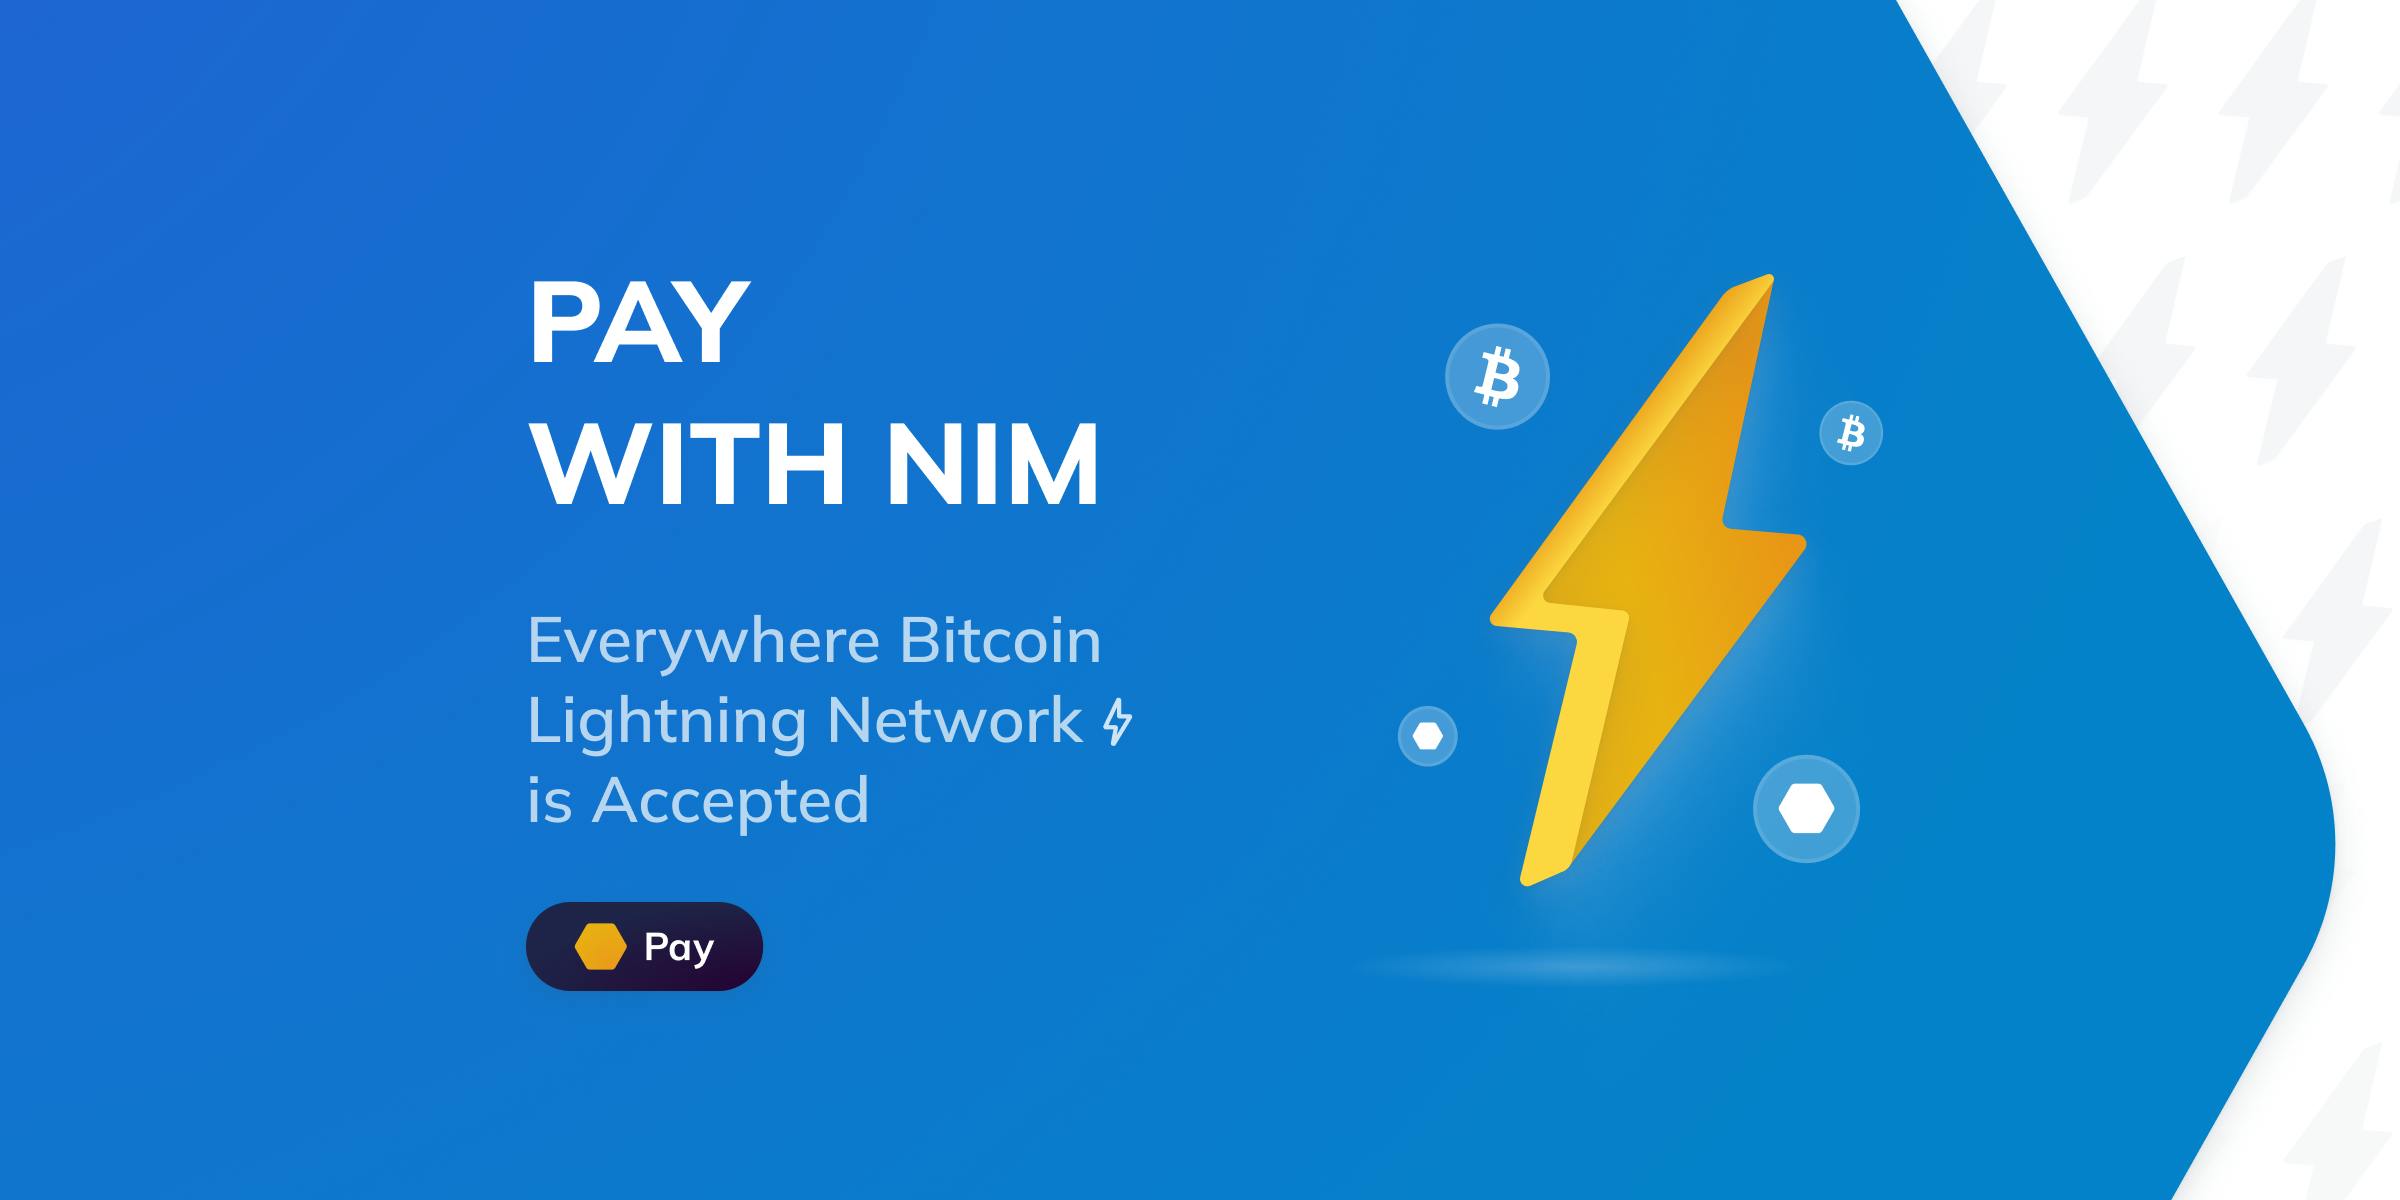 PAY
WITH NIM
Everywhere Bitcoin
Lightning Network
is Accepted
Pay